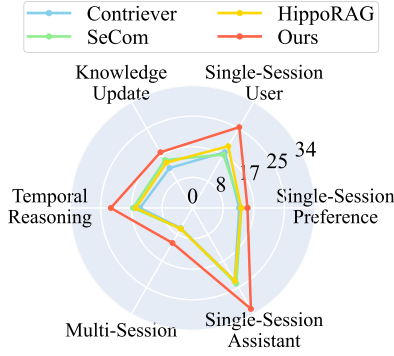 Contriever
HippoRAG
SeCom
Ours
Knowledge
Update
Single-Session
User
34
25
17
8
0
Temporal
Reasoning
Single-Session
Preference
Multi-Session
Single-Session
Assistant